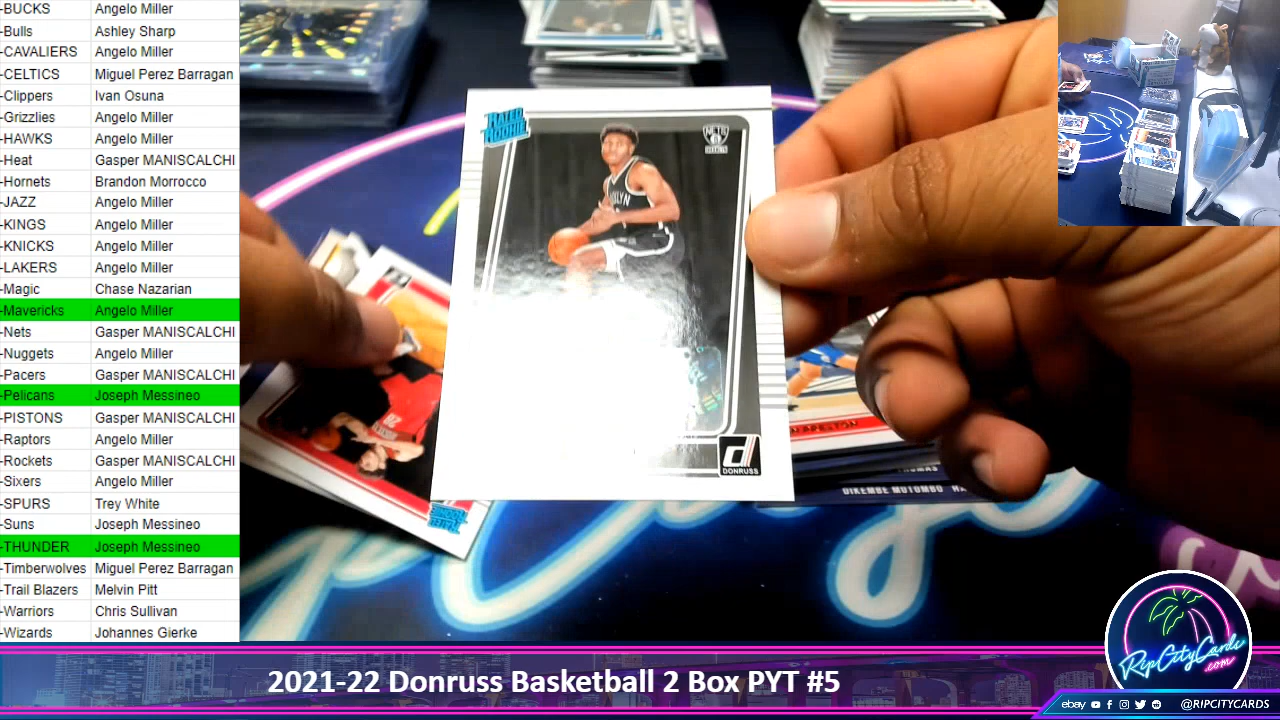 -BUCKS Angelo Miller
-Bulls Ashley Sharp
-CAVALIERS Angelo Miller
-CELTICS Miguel Perez Barragan
-Clippers Ivan Osuna
-Grizzlies Angelo Miller
-HAWKS Angelo Miller
-Heat Gasper MANISCALCHI
-Hornets Brandon Morrocco
-JAZZ Angelo Miller
-KINGS Angelo Miller
-KNICKS Angelo Miller
-LAKERS Angelo Miller
-Magic Chase Nazarian
-Mavericks Angelo Miller
-Nets Gasper MANISCALCHI
-Nuggets Angelo Miller
-Pacers Gasper MANISCALCHI
-Pelicans Joseph Messineo
-PISTONS Gasper MANISCALCHI
-Raptors Angelo Miller
-Rockets Gasper MANISCALCHI
-Sixers Angelo Miller
-SPURS Trey White
-Suns Joseph Messineo
-THUNDER Joseph Messineo
-Timberwolves Miguel Perez Barragan
-Trail Blazers Melvin Pitt
-Warriors Chris Sullivan
-Wizards Johannes Gierke
RATED
ROOKIE
NETS
d
DONRUSS
DIKEMBE MUTOMBO
RipCityCards
.com
2021-22 Donruss Basketball 2 Box PYT #5
ebay @RIPCITYCARDS